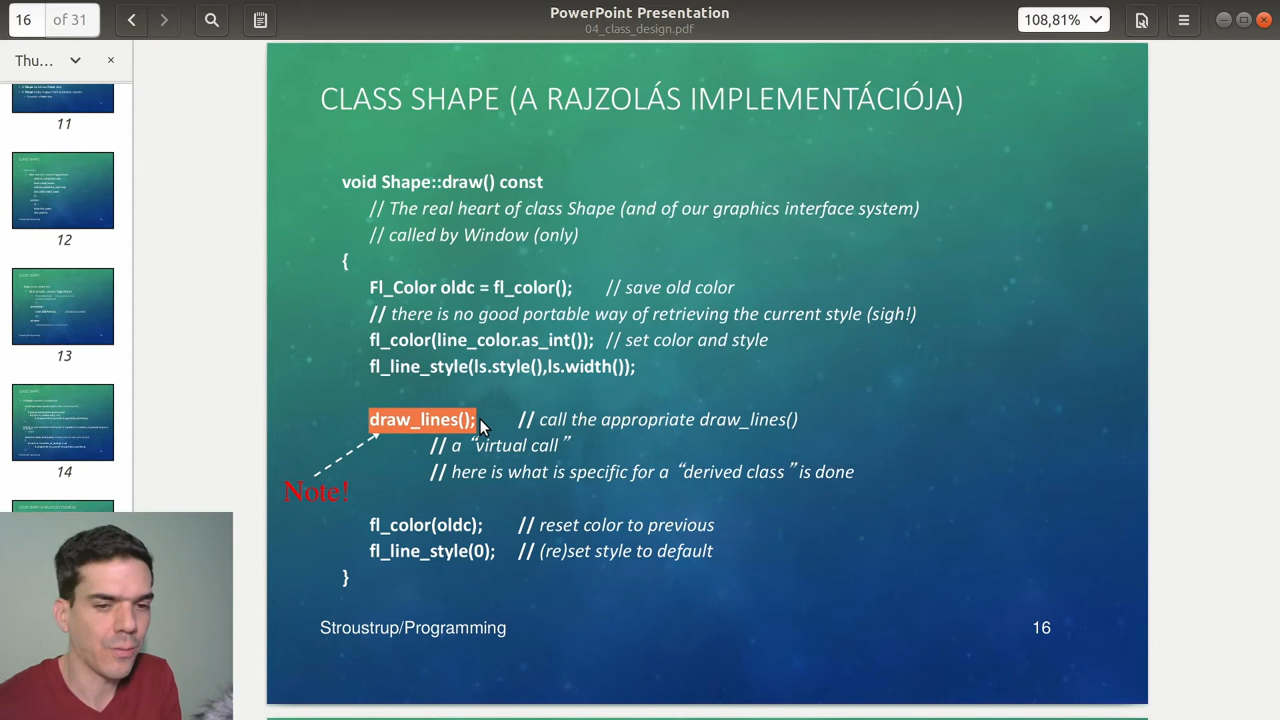 16 of 31
PowerPoint Presentation
04_class_design.pdf
108,81%
Thu...
11
12
13
14
CLASS SHAPE (A RAJZOLÁS IMPLEMENTÁCIÓJA)
void Shape::draw() const
// The real heart of class Shape (and of our graphics interface system)
// called by Window (only)
{
Fl_Color oldc = fl_color(); // save old color
// there is no good portable way of retrieving the current style (sigh!)
fl_color(line_color.as_int()); // set color and style
fl_line_style(ls.style(),ls.width());
draw_lines(); // call the appropriate draw_lines()
// a “virtual call”
// here is what is specific for a “derived class” is done
Note!
fl_color(oldc); // reset color to previous
fl_line_style(0); // (re)set style to default
}
Stroustrup/Programming 16